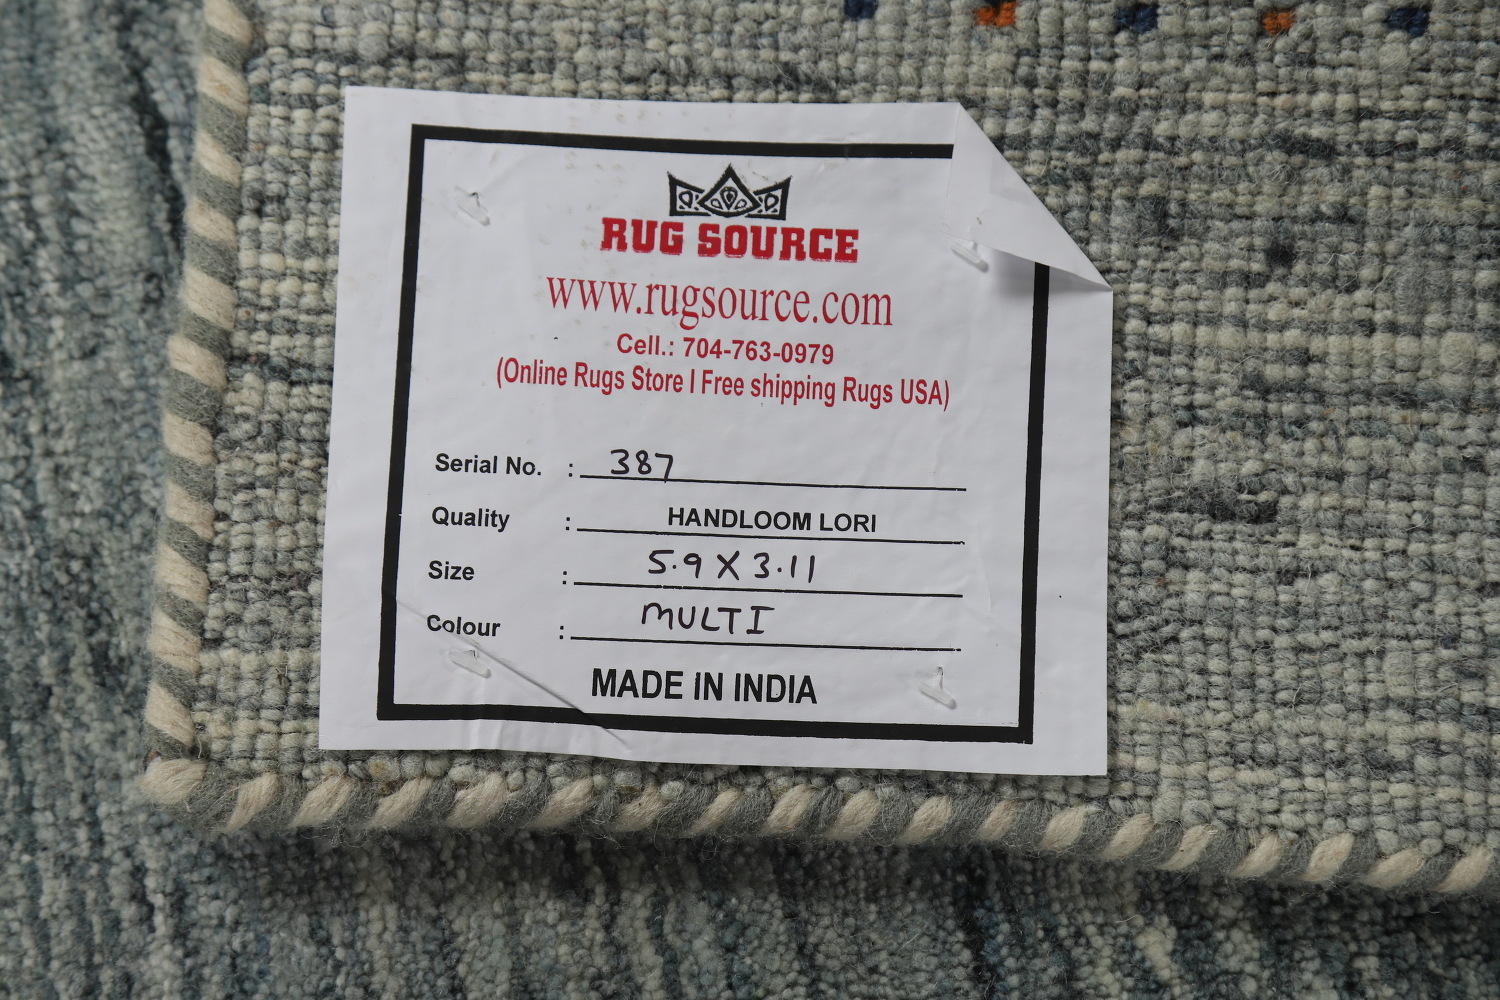 RUG SOURCE
www.rugsource.com
Cell.: 704-763-0979
(Online Rugs Store I Free shipping Rugs USA)
Serial No. : 387
Quality : HANDLOOM LORI
Size : 5.9 X 3.11
Colour : MULTI
MADE IN INDIA